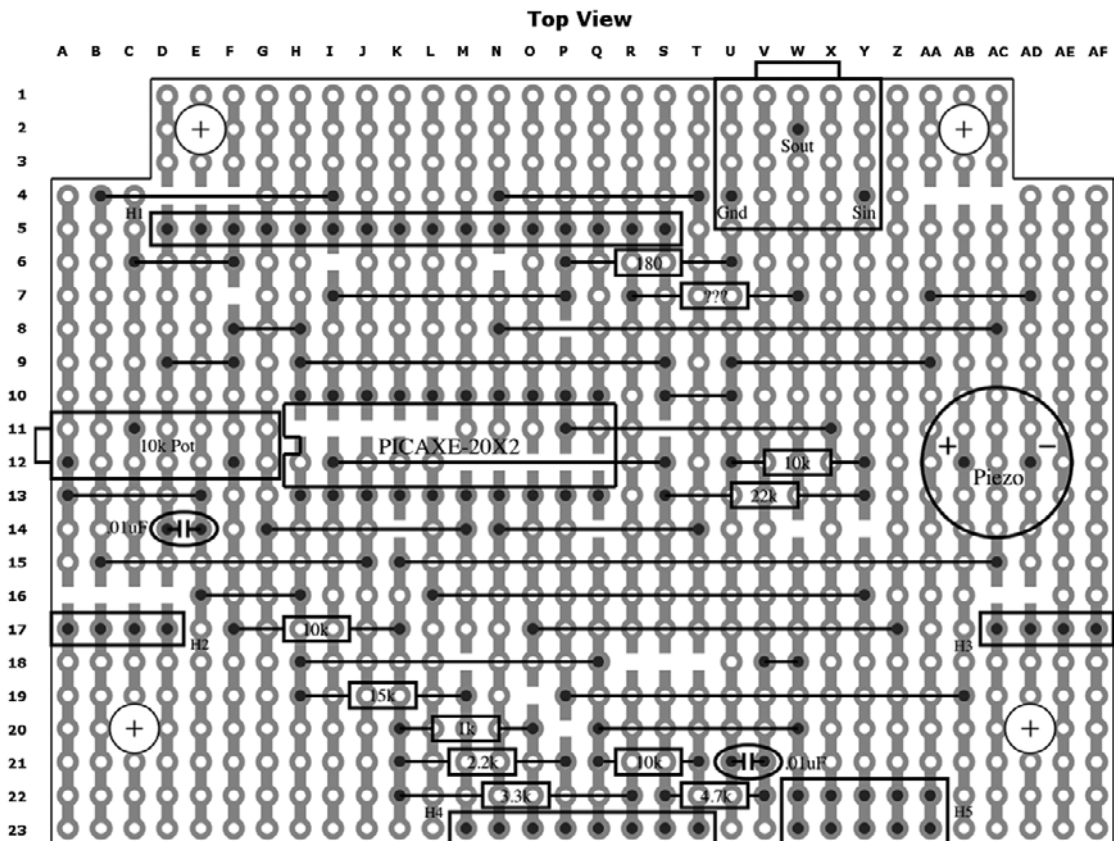 Top View
A B C D E F G H I J K L M N O P Q R S T U V W X Y Z AA AB AC AD AE AF
1
2
Sout
3
4
H1
Gnd
Sin
5
6
180
7
???
8
9
10
11
10k Pot
PICAXE-20X2
+ −
12
10k
Piezo
13
22k
14
.01uF
15
16
17
10k
H2
H3
18
19
15k
20
1k
21
2.2k
10k
.01uF
22
3.3k
4.7k
H4
H5
23